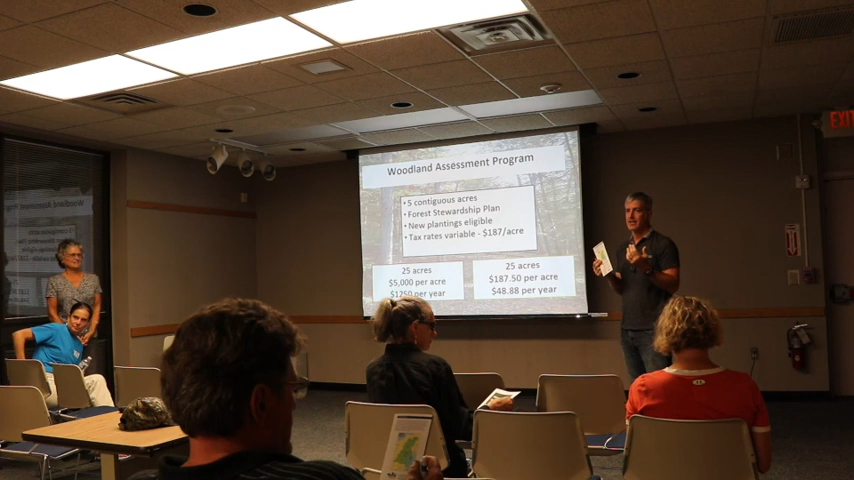 Woodland Assessment Program
• 5 contiguous acres
• Forest Stewardship Plan
• New plantings eligible
• Tax rates variable - $187/acre
25 acres
$5,000 per acre
$1250 per year
25 acres
$187.50 per acre
$48.88 per year
EXIT